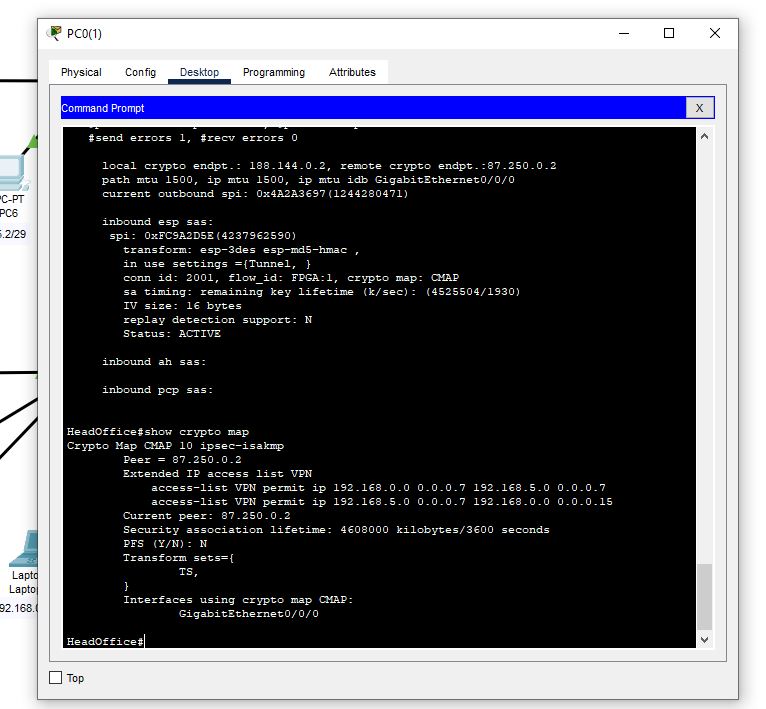 PC0(1)
Physical Config Desktop Programming Attributes
Command Prompt X
#send errors 1, #recv errors 0
local crypto endpt.: 188.144.0.2, remote crypto endpt.:87.250.0.2
path mtu 1500, ip mtu 1500, ip mtu idb GigabitEthernet0/0/0
current outbound spi: 0x4A2A3697(1244280471)
inbound esp sas:
spi: 0xFC9A2D5E(4237962590)
transform: esp-3des esp-md5-hmac ,
in use settings ={Tunnel, }
conn id: 2001, flow_id: FPGA:1, crypto map: CMAP
sa timing: remaining key lifetime (k/sec): (4525504/1930)
IV size: 16 bytes
replay detection support: N
Status: ACTIVE
inbound ah sas:
inbound pcp sas:
HeadOffice#show crypto map
Crypto Map CMAP 10 ipsec-isakmp
Peer = 87.250.0.2
Extended IP access list VPN
access-list VPN permit ip 192.168.0.0 0.0.0.7 192.168.5.0 0.0.0.7
access-list VPN permit ip 192.168.5.0 0.0.0.7 192.168.0.0 0.0.0.15
Current peer: 87.250.0.2
Security association lifetime: 4608000 kilobytes/3600 seconds
PFS (Y/N): N
Transform sets={
TS,
}
Interfaces using crypto map CMAP:
GigabitEthernet0/0/0
HeadOffice#
Top
C-PT
PC6
.2/29
Lapto
Lapto
92.168.0